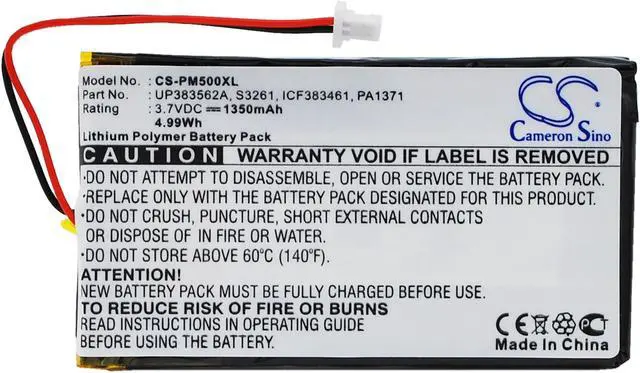 Model No. : CS-PM500XL
Part No. : UP383562A, S3261, ICF383461, PA1371
Rating : 3.7VDC ⎓ 1350mAh
4.99Wh
Lithium Polymer Battery Pack
CS
Cameron Sino
CAUTION WARRANTY VOID IF LABEL IS REMOVED
•DO NOT ATTEMPT TO DISASSEMBLE, OPEN OR SERVICE THE BATTERY PACK.
•REPLACE ONLY WITH THE BATTERY PACK DESIGNATED FOR THIS PRODUCT.
•DO NOT CRUSH, PUNCTURE, SHORT EXTERNAL CONTACTS
OR DISPOSE OF IN FIRE OR WATER.
•DO NOT STORE ABOVE 60°C (140°F).
ATTENTION!
NEW BATTERY PACK MUST BE FULLY CHARGED BEFORE USE.
TO REDUCE RISK OF FIRE OR BURNS
READ INSTRUCTIONS SUPPLIED WITH YOUR PRODUCT
BEFORE USING THE BATTERY.
CE
Made In China